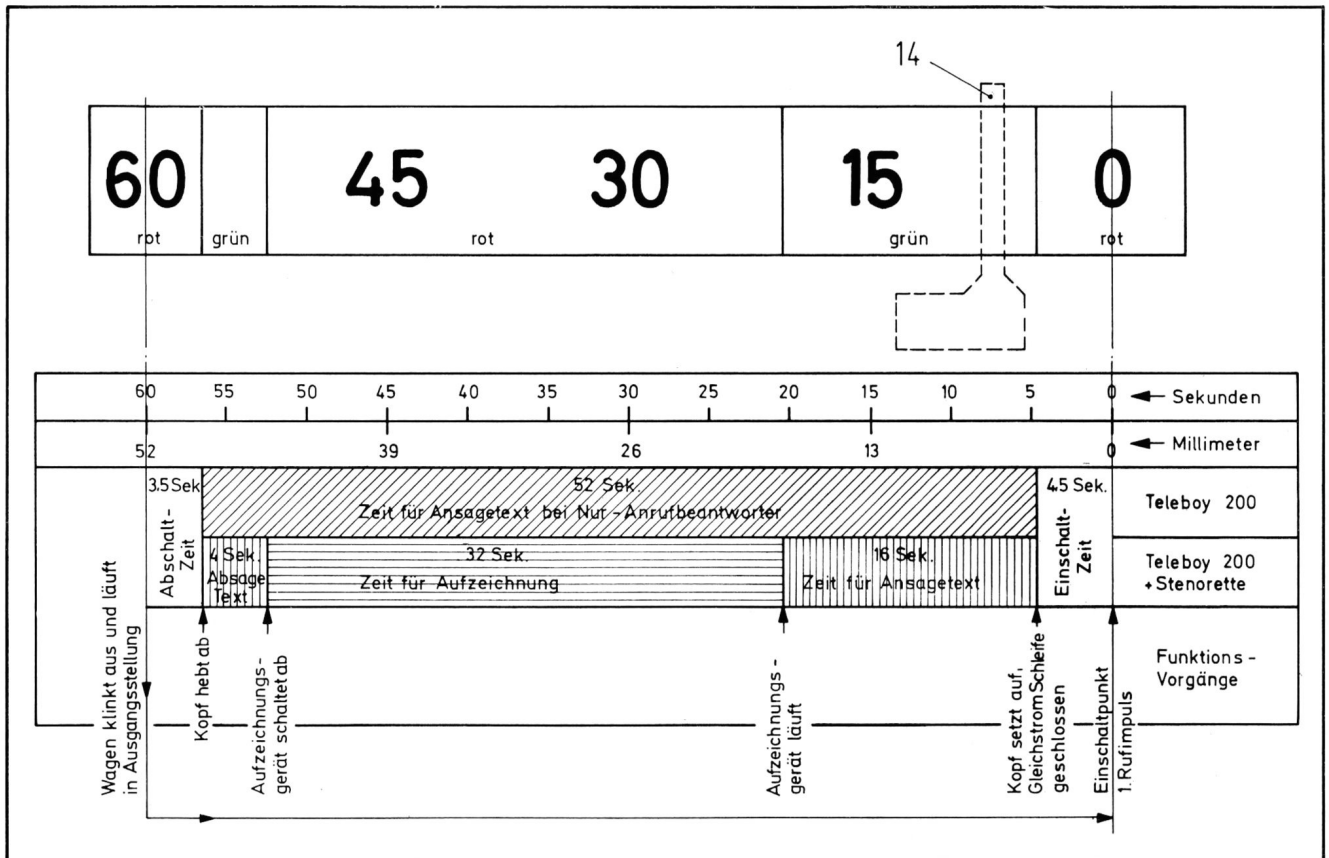 14
60 45 30 15 0
rot grün rot grün rot
60 55 50 45 40 35 30 25 20 15 10 5 0 Sekunden
52 39 26 13 0 Millimeter
3.5 Sek
Abschalt-
Zeit
52 Sek.
Zeit für Ansagetext bei Nur-Anrufbeantworter
4.5 Sek.
Einschalt-
Zeit
Teleboy 200
4 Sek.
Absage
Text
32 Sek.
Zeit für Aufzeichnung
16 Sek.
Zeit für Ansagetext
Teleboy 200
+Stenorette
Wagen klinkt aus und läuft
in Ausgangsstellung
Kopf hebt ab
Aufzeichnungs-
gerät schaltet ab
Aufzeichnungs-
gerät läuft
Kopf setzt auf,
Gleichstrom Schleife
geschlossen
Einschaltpunkt
1. Rufimpuls
Funktions-
Vorgänge